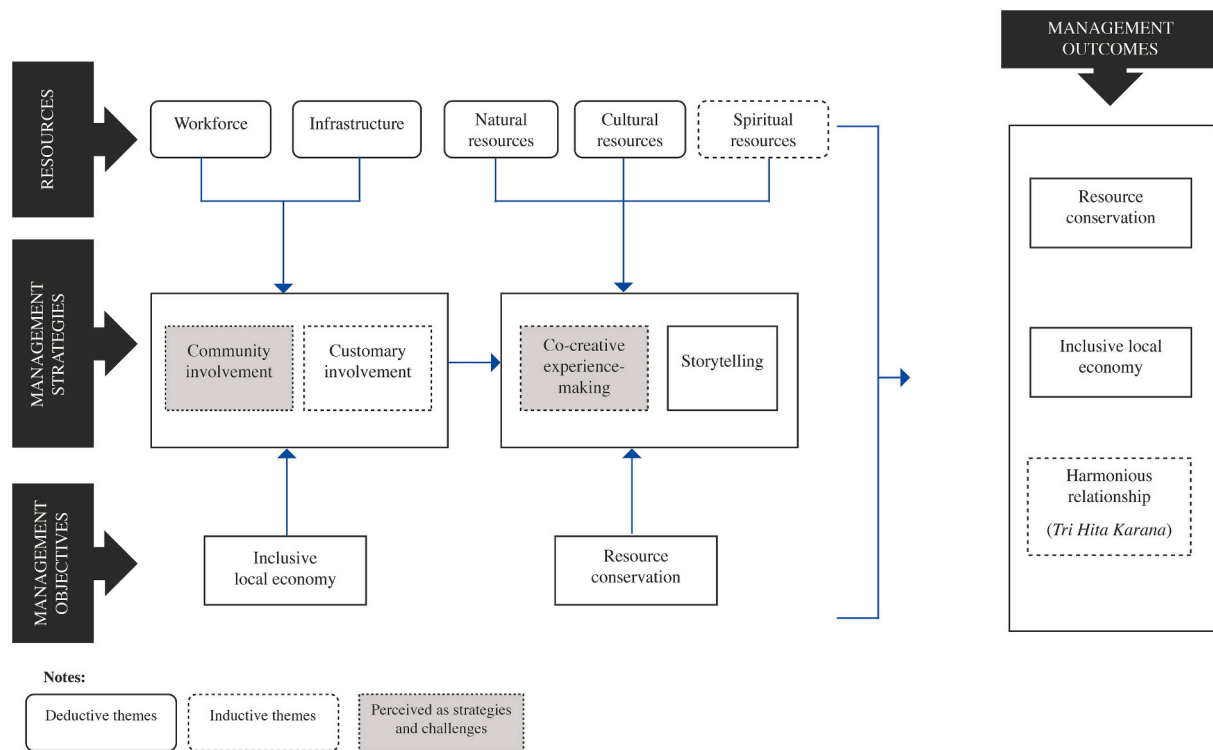 MANAGEMENT
OUTCOMES
RESOURCES
Workforce
Infrastructure
Natural
resources
Cultural
resources
Spiritual
resources
Resource
conservation
MANAGEMENT
STRATEGIES
Community
involvement
Customary
involvement
Co-creative
experience-
making
Storytelling
Inclusive local
economy
Harmonious
relationship
(Tri Hita Karana)
MANAGEMENT
OBJECTIVES
Inclusive
local economy
Resource
conservation
Notes:
Deductive themes
Inductive themes
Perceived as strategies
and challenges